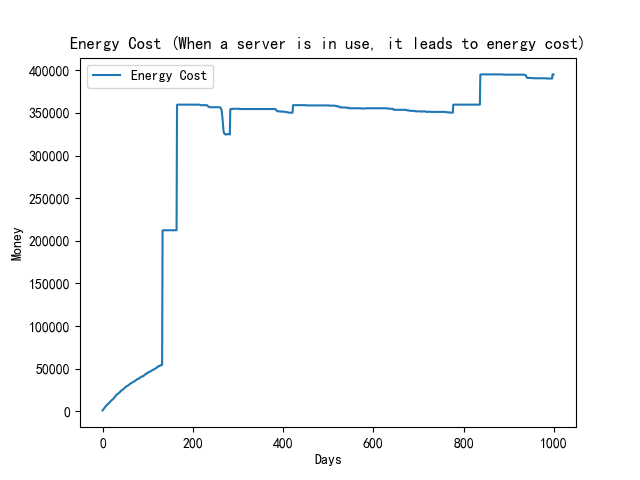 Energy Cost (When a server is in use, it leads to energy cost)
Energy Cost
400000
350000
300000
250000
200000
150000
100000
50000
0
Money
0 200 400 600 800 1000
Days